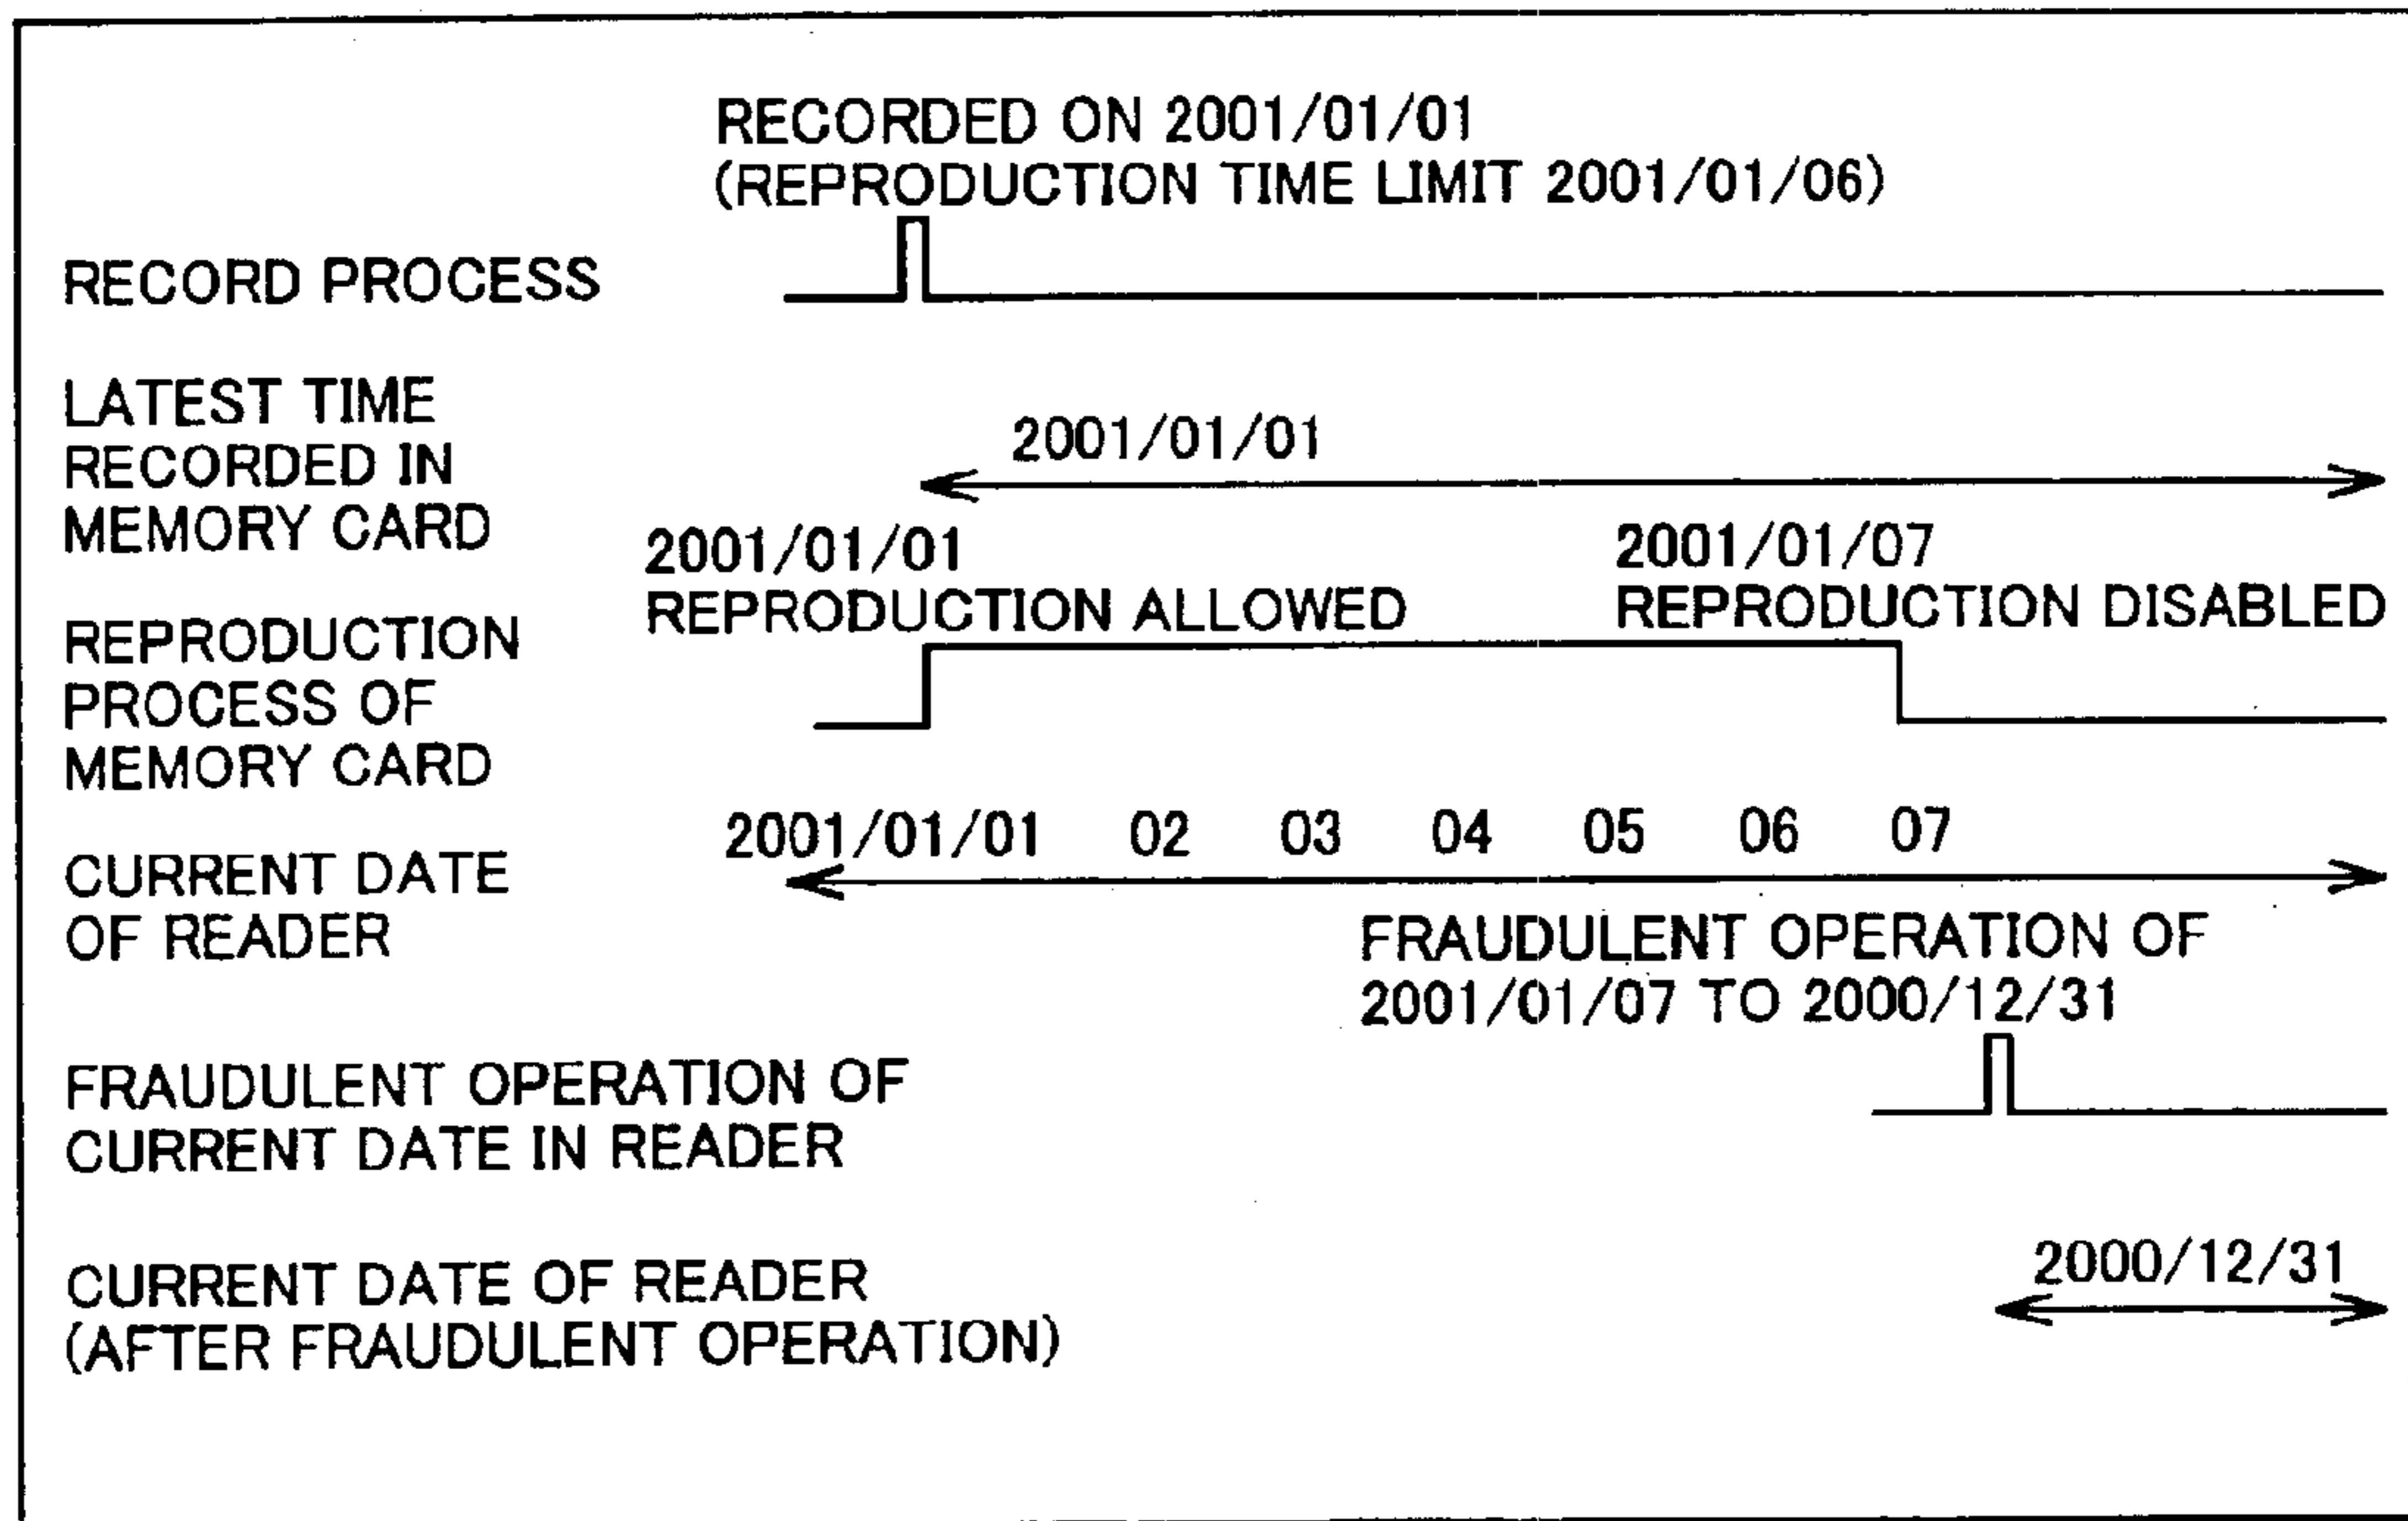 RECORDED ON 2001/01/01
(REPRODUCTION TIME LIMIT 2001/01/06)
RECORD PROCESS
LATEST TIME
RECORDED IN
MEMORY CARD
2001/01/01
2001/01/01
REPRODUCTION ALLOWED
2001/01/07
REPRODUCTION DISABLED
REPRODUCTION
PROCESS OF
MEMORY CARD
2001/01/01 02 03 04 05 06 07
CURRENT DATE
OF READER
FRAUDULENT OPERATION OF
2001/01/07 TO 2000/12/31
FRAUDULENT OPERATION OF
CURRENT DATE IN READER
2000/12/31
CURRENT DATE OF READER
(AFTER FRAUDULENT OPERATION)